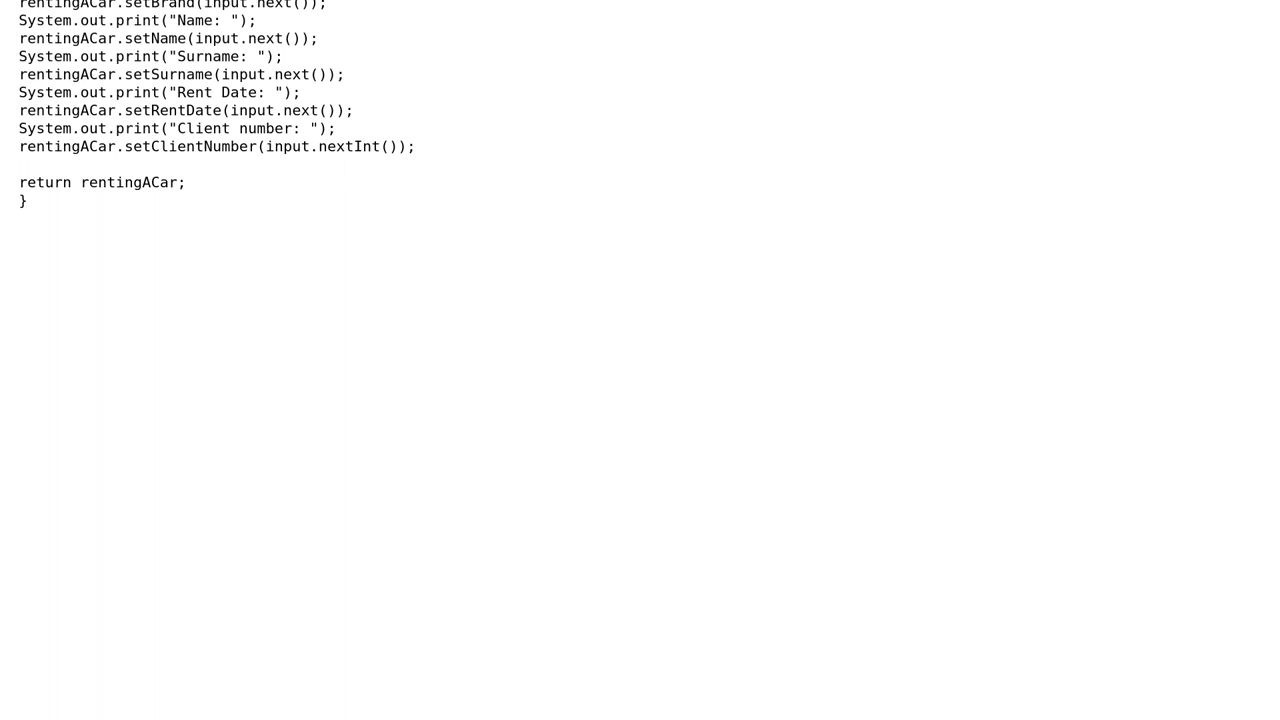 rentingACar.setBrand(input.next());
System.out.print("Name: ");
rentingACar.setName(input.next());
System.out.print("Surname: ");
rentingACar.setSurname(input.next());
System.out.print("Rent Date: ");
rentingACar.setRentDate(input.next());
System.out.print("Client number: ");
rentingACar.setClientNumber(input.nextInt());

return rentingACar;
}